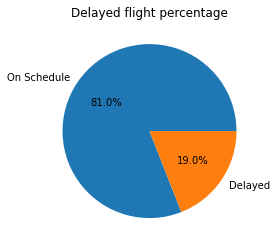 Delayed flight percentage
On Schedule
81.0%
19.0%
Delayed